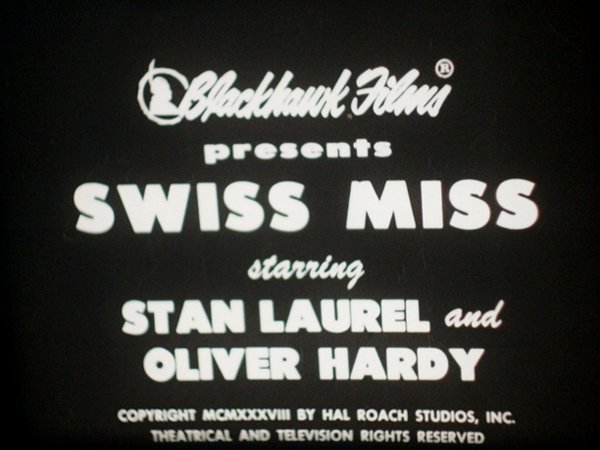 Blackhawk Films®
presents
SWISS MISS
starring
STAN LAUREL and
OLIVER HARDY
COPYRIGHT MCMXXXVIII BY HAL ROACH STUDIOS, INC.
THEATRICAL AND TELEVISION RIGHTS RESERVED